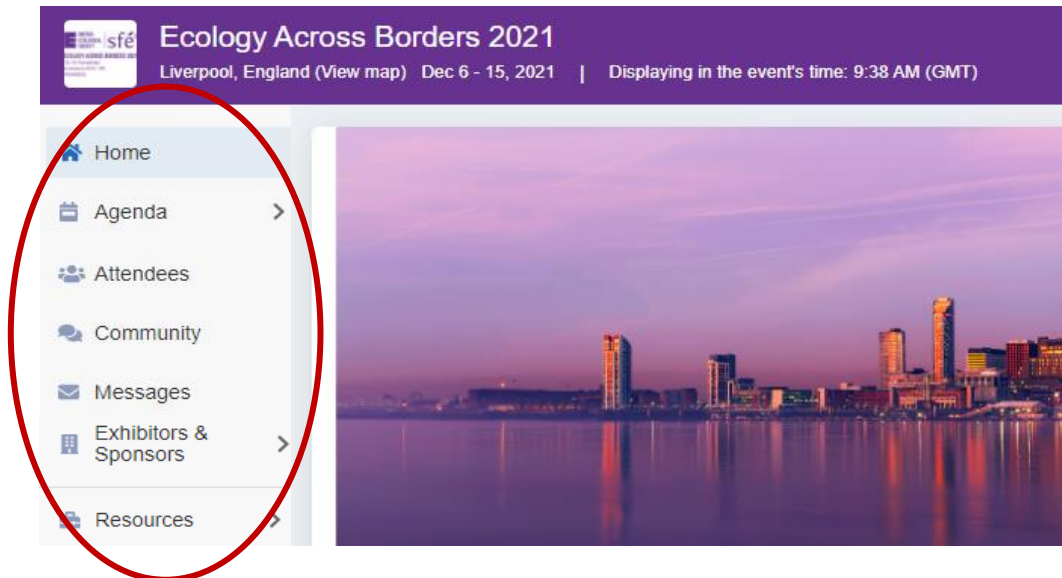 sfé
Ecology Across Borders 2021
Liverpool, England (View map) Dec 6 - 15, 2021 | Displaying in the event's time: 9:38 AM (GMT)
Home
Agenda
Attendees
Community
Messages
Exhibitors &
Sponsors
Resources